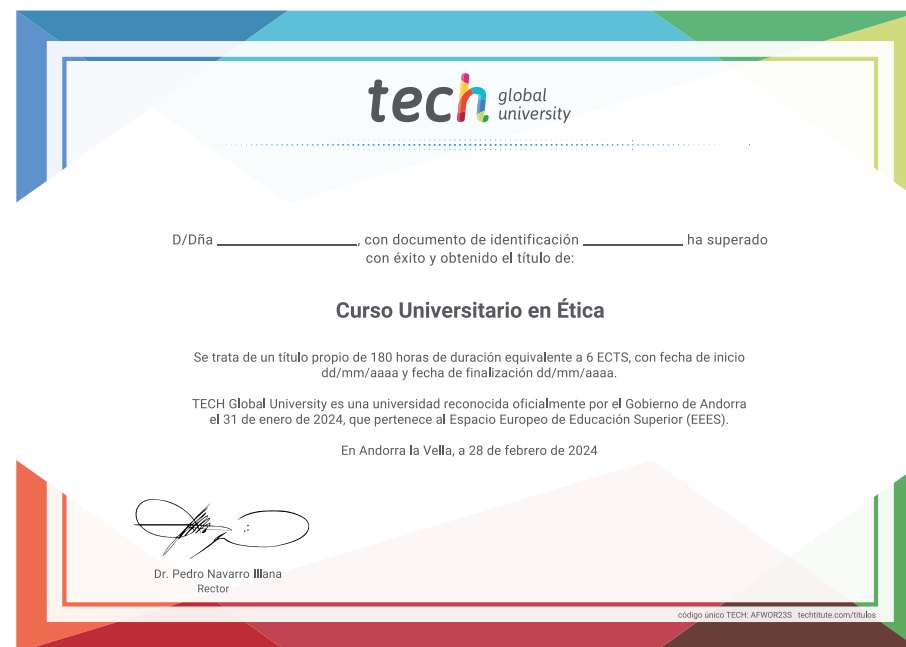 tech global university
D/Dña ____________, con documento de identificación ____________ ha superado
con éxito y obtenido el título de:
Curso Universitario en Ética
Se trata de un título propio de 180 horas de duración equivalente a 6 ECTS, con fecha de inicio
dd/mm/aaaa y fecha de finalización dd/mm/aaaa.
TECH Global University es una universidad reconocida oficialmente por el Gobierno de Andorra
el 31 de enero de 2024, que pertenece al Espacio Europeo de Educación Superior (EEES).
En Andorra la Vella, a 28 de febrero de 2024
Dr. Pedro Navarro Illana
Rector
código único TECH: AFWOR23S techtitute.com/titulos